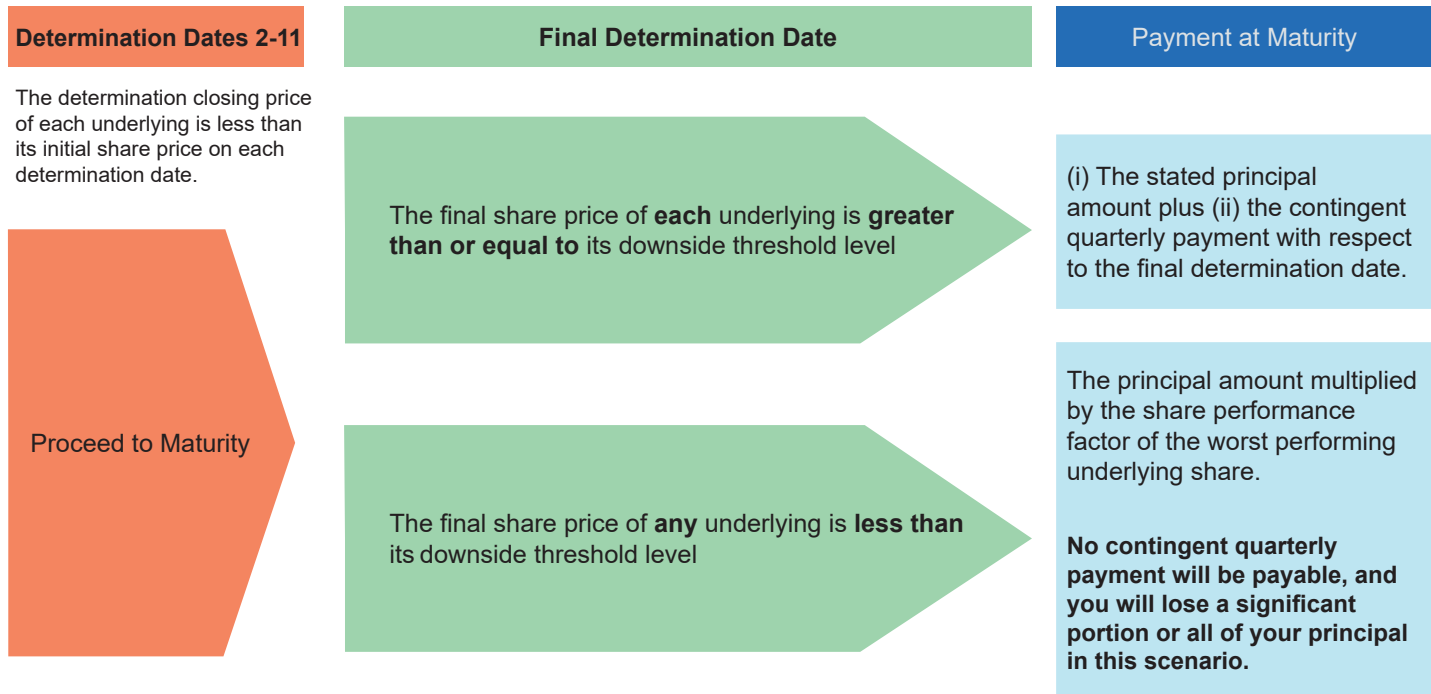 Determination Dates 2-11
Final Determination Date
Payment at Maturity
The determination closing price
of each underlying is less than
its initial share price on each
determination date.
Proceed to Maturity
The final share price of each underlying is greater
than or equal to its downside threshold level
(i) The stated principal
amount plus (ii) the contingent
quarterly payment with respect
to the final determination date.
The final share price of any underlying is less than
its downside threshold level
The principal amount multiplied
by the share performance
factor of the worst performing
underlying share.
No contingent quarterly
payment will be payable, and
you will lose a significant
portion or all of your principal
in this scenario.